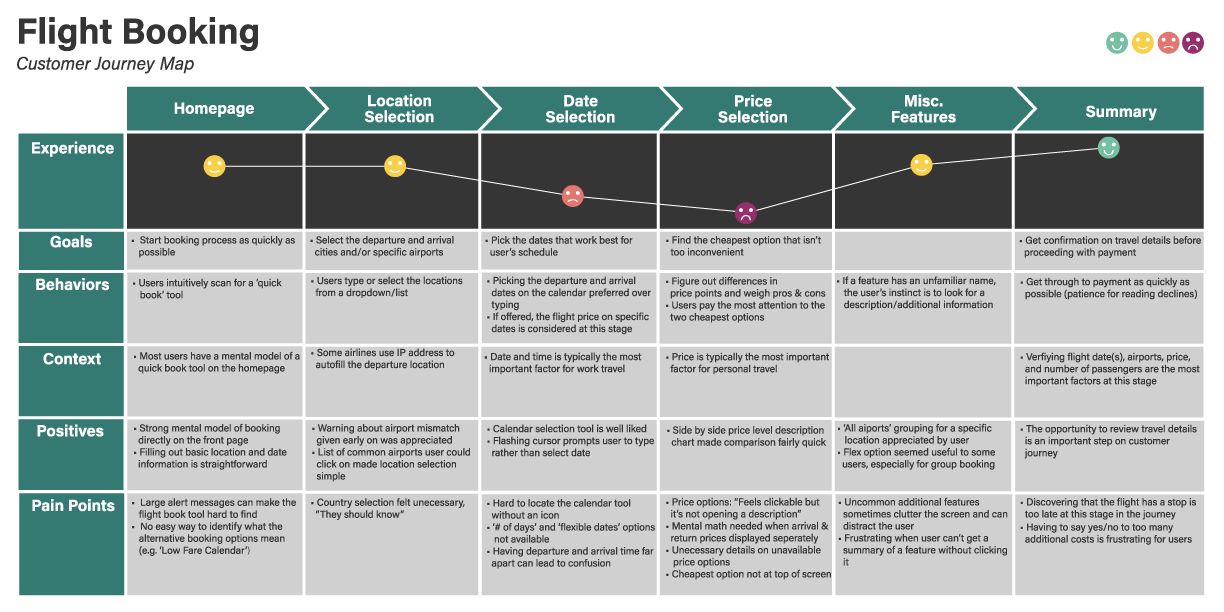 Flight Booking
Customer Journey Map
Homepage
Location
Selection
Date
Selection
Price
Selection
Misc.
Features
Summary
Experience
Goals
• Start booking process as quickly as
possible
• Select the departure and arrival
cities and/or specific airports
• Pick the dates that work best for
user's schedule
• Find the cheapest option that isn't
too inconvenient
• Get confirmation on travel details before
proceeding with payment
Behaviors
• Users intuitively scan for a 'quick
book' tool
• Users type or select the locations
from a dropdown/list
• Picking the departure and arrival
dates on the calendar preferred over
typing
• If offered, the flight price on specific
dates is considered at this stage
• Figure out differences in
price points and weigh pros & cons
• Users pay the most attention to the
two cheapest options
• If a feature has an unfamiliar name,
the user's instinct is to look for a
description/additional information
• Get through to payment as quickly as
possible (patience for reading declines)
Context
• Most users have a mental model of a
quick book tool on the homepage
• Some airlines use IP address to
autofill the departure location
• Date and time is typically the most
important factor for work travel
• Price is typically the most important
factor for personal travel
• Verfiying flight date(s), airports, price,
and number of passengers are the most
important factors at this stage
Positives
• Strong mental model of booking
directly on the front page
• Filling out basic location and date
information is straightforward
• Warning about airport mismatch
given early on was appreciated
• List of common airports user could
click on made location selection
simple
• Calendar selection tool is well liked
• Flashing cursor prompts user to type
rather than select date
• Side by side price level description
chart made comparison fairly quick
• 'All aiports' grouping for a specific
location appreciated by user
• Flex option seemed useful to some
users, especially for group booking
• The opportunity to review travel details
is an important step on customer
journey
Pain Points
• Large alert messages can make the
flight book tool hard to find
• No easy way to identify what the
alternative booking options mean
(e.g. 'Low Fare Calendar')
• Country selection felt unecessary,
"They should know"
• Hard to locate the calendar tool
without an icon
• '# of days' and 'flexible dates' options
not available
• Having departure and arrival time far
apart can lead to confusion
• Price options: "Feels clickable but
it's not opening a description"
• Mental math needed when arrival &
return prices displayed seperately
• Unecessary details on unavailable
price options
• Cheapest option not at top of screen
• Uncommon additional features
sometimes clutter the screen and can
distract the user
• Frustrating when user can't get a
summary of a feature without clicking
it
• Discovering that the flight has a stop is
too late at this stage in the journey
• Having to say yes/no to too many
additional costs is frustrating for users